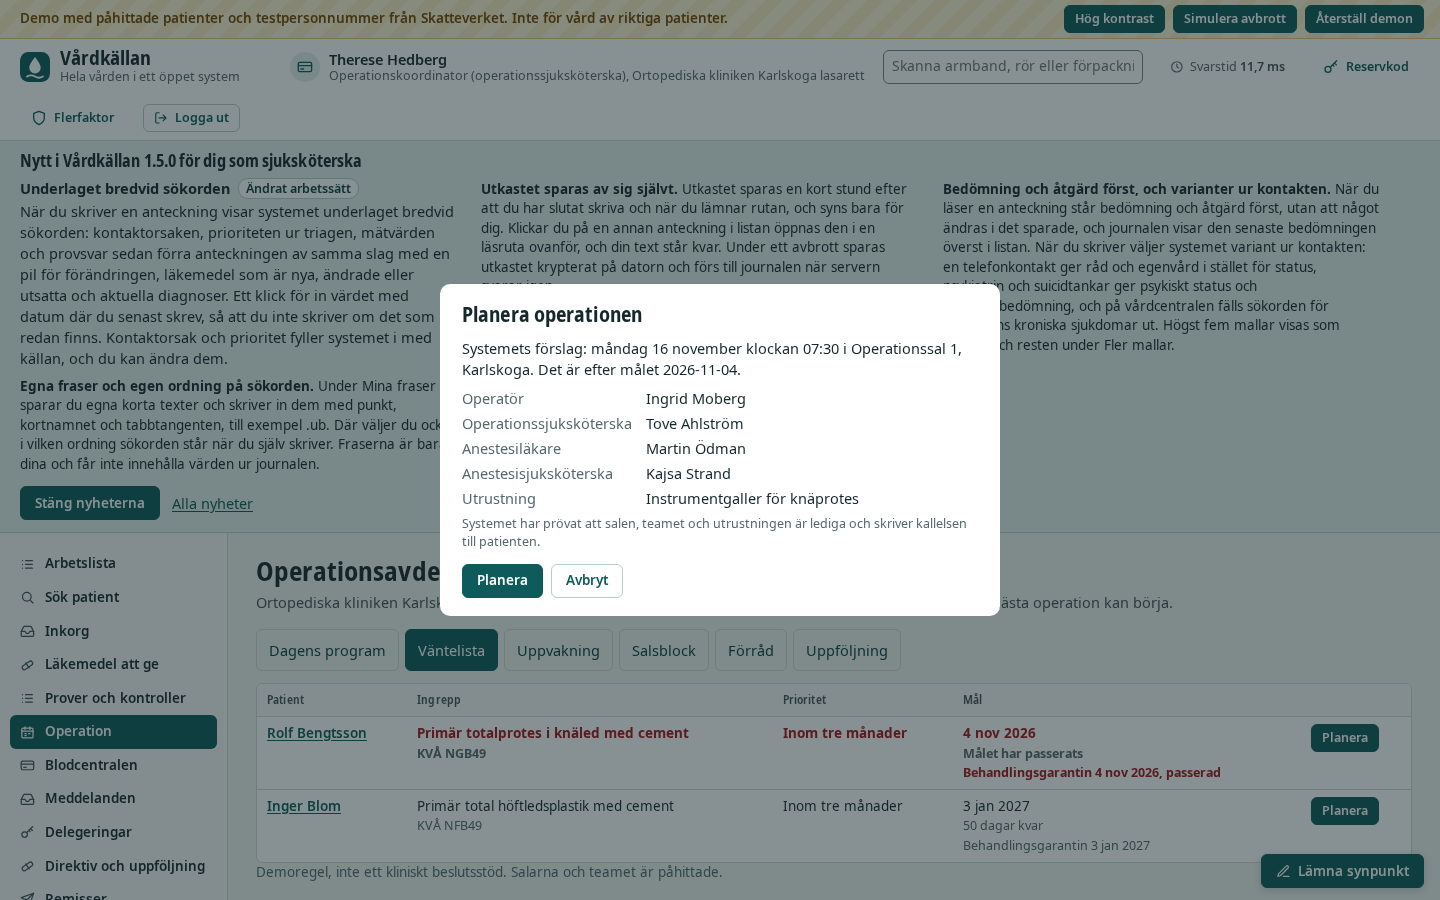 Demo med påhittade patienter och testpersonnummer från Skatteverket. Inte för vård av riktiga patienter.
Hög kontrast
Simulera avbrott
Återställ demon
Vårdkällan
Hela vården i ett öppet system
Therese Hedberg
Operationskoordinator (operationssjuksköterska), Ortopediska kliniken Karlskoga lasarett
Skanna armband, rör eller förpackni
Svarstid 11,7 ms
Reservkod
Flerfaktor
Logga ut
Nytt i Vårdkällan 1.5.0 för dig som sjuksköterska
Underlaget bredvid sökorden
Ändrat arbetssätt
När du skriver en anteckning visar systemet underlaget bredvid
sökorden: kontaktorsaken, prioriteten ur triagen, mätvärden
och provsvar sedan förra anteckningen av samma slag med en
pil för förändringen, läkemedel som är nya, ändrade eller
utsatta och aktuella diagnoser. Ett klick för in värdet med
datum där du senast skrev, så att du inte skriver om det som
redan finns. Kontaktorsak och prioritet fyller systemet i med
källan, och du kan ändra dem.
Egna fraser och egen ordning på sökorden. Under Mina fraser
sparar du egna korta texter och skriver in dem med punkt,
kortnamnet och tabbtangenten, till exempel .ub. Där väljer du ock
i vilken ordning sökorden står när du själv skriver. Fraserna är bar
dina och får inte innehålla värden ur journalen.
Stäng nyheterna
Alla nyheter
Utkastet sparas av sig självt. Utkastet sparas en kort stund efter
att du har slutat skriva och när du lämnar rutan, och syns bara för
dig. Klickar du på en annan anteckning i listan öppnas den i en
läsruta ovanför, och din text står kvar. Under ett avbrott sparas
utkastet krypterat på datorn och förs till journalen när servern
Bedömning och åtgärd först, och varianter ur kontakten. När du
läser en anteckning står bedömning och åtgärd först, utan att något
ändras i det sparade, och journalen visar den senaste bedömningen
överst i listan. När du skriver väljer systemet variant ur kontakten:
en telefonkontakt ger råd och egenvård i stället för status,
och suicidtankar ger psykiskt status och
bedömning, och på vårdcentralen fälls sökorden för
kroniska sjukdomar ut. Högst fem mallar visas som
och resten under Fler mallar.
Planera operationen
Systemets förslag: måndag 16 november klockan 07:30 i Operationssal 1,
Karlskoga. Det är efter målet 2026-11-04.
Operatör Ingrid Moberg
Operationssjuksköterska Tove Ahlström
Anestesiläkare Martin Ödman
Anestesisjuksköterska Kajsa Strand
Utrustning Instrumentgaller för knäprotes
Systemet har prövat att salen, teamet och utrustningen är lediga och skriver kallelsen
till patienten.
Planera
Avbryt
Arbetslista
Sök patient
Inkorg
Läkemedel att ge
Prover och kontroller
Operation
Blodcentralen
Meddelanden
Delegeringar
Direktiv och uppföljning
Remisser
Operationsavde
Ortopediska kliniken Karlsk
operation kan börja.
Dagens program
Väntelista
Uppvakning
Salsblock
Förråd
Uppföljning
Patient Ingrepp Prioritet Mål
Rolf Bengtsson Primär totalprotes i knäled med cement Inom tre månader 4 nov 2026 Planera
KVÅ NGB49 Målet har passerats
Behandlingsgarantin 4 nov 2026, passerad
Inger Blom Primär total höftledsplastik med cement Inom tre månader 3 jan 2027 Planera
KVÅ NFB49 50 dagar kvar
Behandlingsgarantin 3 jan 2027
Demoregel, inte ett kliniskt beslutsstöd. Salarna och teamet är påhittade.
Lämna synpunkt